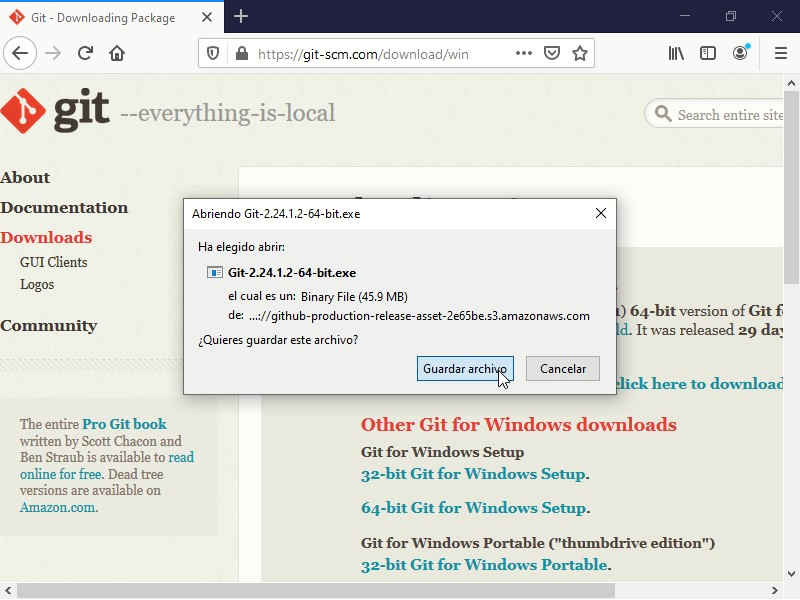 Git - Downloading Package
https://git-scm.com/download/win
git --everything-is-local
Search entire site
About
Documentation
Downloads
GUI Clients
Logos
Community
The entire Pro Git book
written by Scott Chacon and
Ben Straub is available to read
online for free. Dead tree
versions are available on
Amazon.com.
Abriendo Git-2.24.1.2-64-bit.exe
Ha elegido abrir:
Git-2.24.1.2-64-bit.exe
el cual es un: Binary File (45.9 MB)
de: ...://github-production-release-asset-2e65be.s3.amazonaws.com
¿Quieres guardar este archivo?
Guardar archivo
Cancelar
) 64-bit version of Git f
ld. It was released 29 day
click here to download
Other Git for Windows downloads
Git for Windows Setup
32-bit Git for Windows Setup.
64-bit Git for Windows Setup.
Git for Windows Portable ("thumbdrive edition")
32-bit Git for Windows Portable.